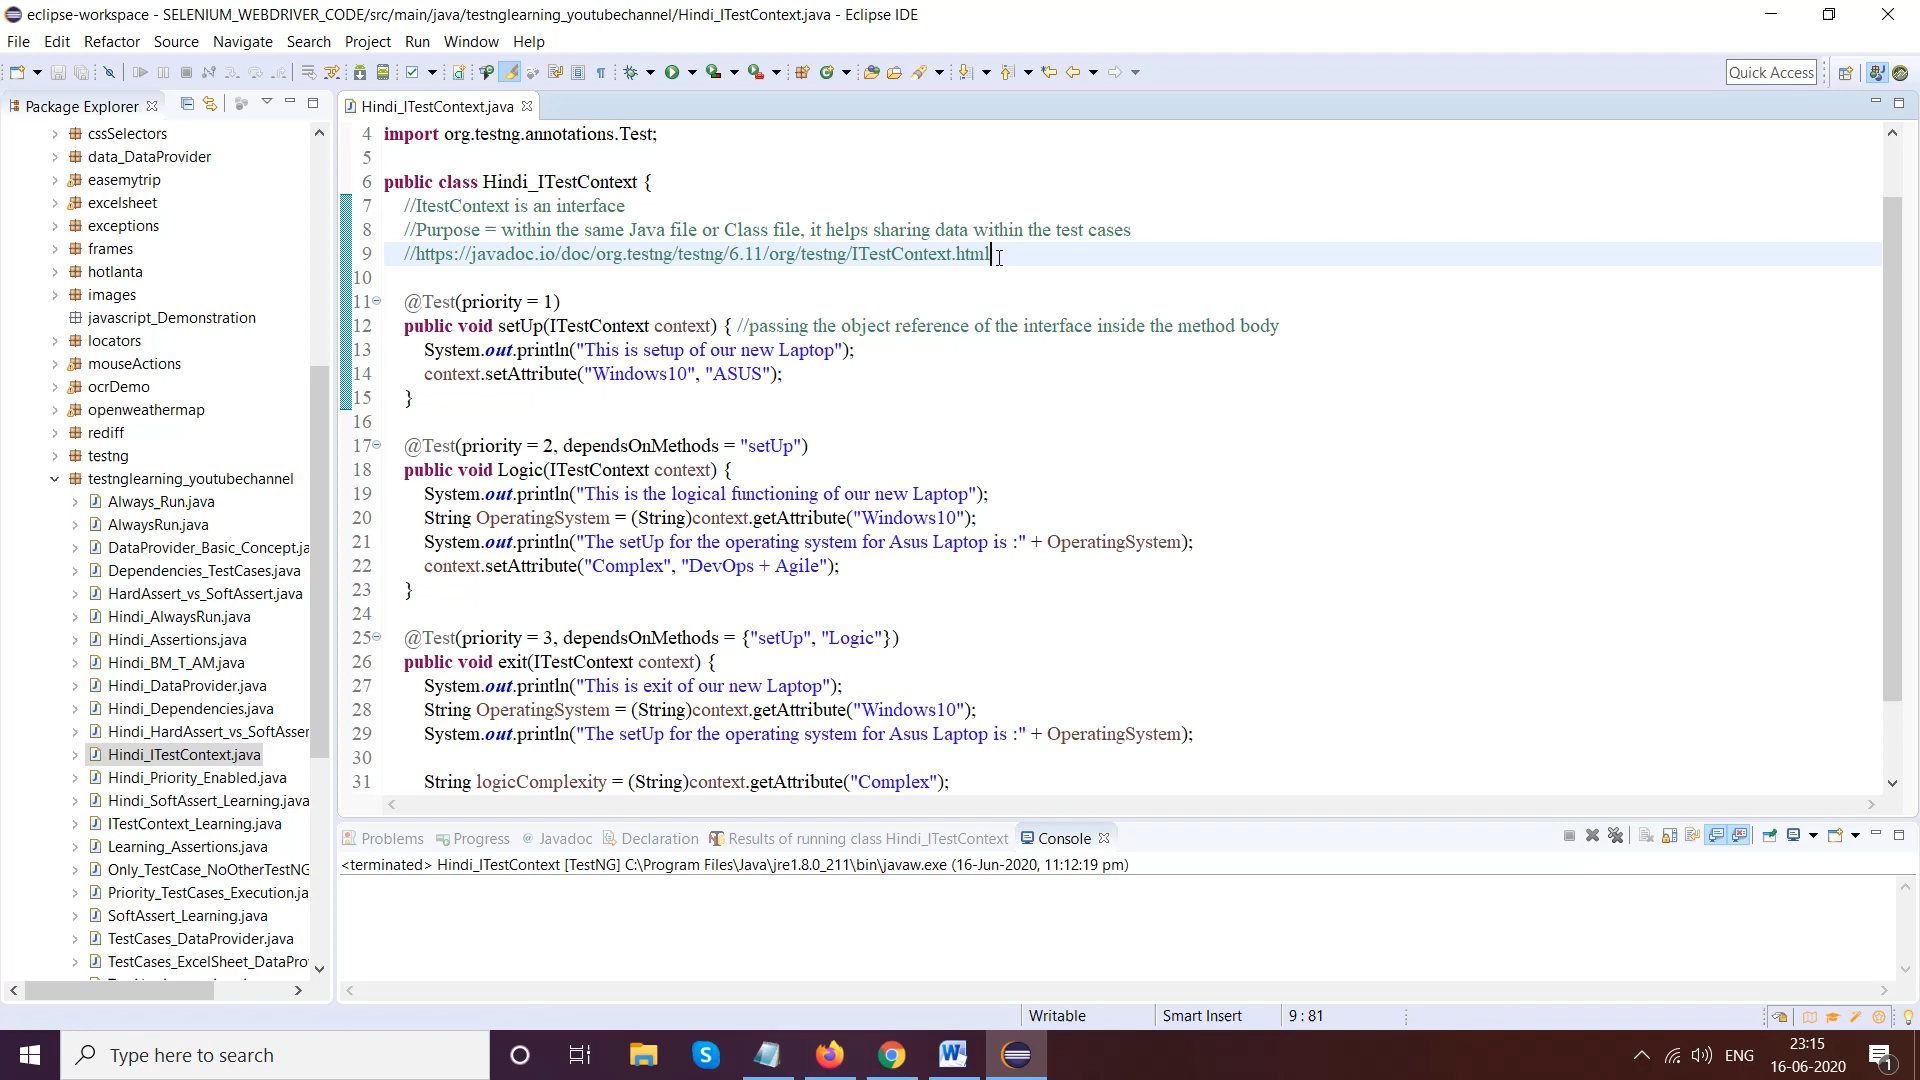 eclipse-workspace - SELENIUM_WEBDRIVER_CODE/src/main/java/testnglearning_youtubechannel/Hindi_ITestContext.java - Eclipse IDE
File Edit Refactor Source Navigate Search Project Run Window Help
Quick Access
Package Explorer
cssSelectors
data_DataProvider
easemytrip
excelsheet
exceptions
frames
hotlanta
images
javascript_Demonstration
locators
mouseActions
ocrDemo
openweathermap
rediff
testng
testnglearning_youtubechannel
Always_Run.java
AlwaysRun.java
DataProvider_Basic_Concept.ja
Dependencies_TestCases.java
HardAssert_vs_SoftAssert.java
Hindi_AlwaysRun.java
Hindi_Assertions.java
Hindi_BM_T_AM.java
Hindi_DataProvider.java
Hindi_Dependencies.java
Hindi_HardAssert_vs_SoftAsser
Hindi_ITestContext.java
Hindi_Priority_Enabled.java
Hindi_SoftAssert_Learning.java
ITestContext_Learning.java
Learning_Assertions.java
Only_TestCase_NoOtherTestNG
Priority_TestCases_Execution.ja
SoftAssert_Learning.java
TestCases_DataProvider.java
TestCases_ExcelSheet_DataPro
Hindi_ITestContext.java
4 import org.testng.annotations.Test;
5
6 public class Hindi_ITestContext {
7 //ItestContext is an interface
8 //Purpose = within the same Java file or Class file, it helps sharing data within the test cases
9 //https://javadoc.io/doc/org.testng/testng/6.11/org/testng/ITestContext.html
10
11 @Test(priority = 1)
12 public void setUp(ITestContext context) { //passing the object reference of the interface inside the method body
13 System.out.println("This is setup of our new Laptop");
14 context.setAttribute("Windows10", "ASUS");
15 }
16
17 @Test(priority = 2, dependsOnMethods = "setUp")
18 public void Logic(ITestContext context) {
19 System.out.println("This is the logical functioning of our new Laptop");
20 String OperatingSystem = (String)context.getAttribute("Windows10");
21 System.out.println("The setUp for the operating system for Asus Laptop is :" + OperatingSystem);
22 context.setAttribute("Complex", "DevOps + Agile");
23 }
24
25 @Test(priority = 3, dependsOnMethods = {"setUp", "Logic"})
26 public void exit(ITestContext context) {
27 System.out.println("This is exit of our new Laptop");
28 String OperatingSystem = (String)context.getAttribute("Windows10");
29 System.out.println("The setUp for the operating system for Asus Laptop is :" + OperatingSystem);
30
31 String logicComplexity = (String)context.getAttribute("Complex");
Problems Progress @ Javadoc Declaration Results of running class Hindi_ITestContext Console
<terminated> Hindi_ITestContext [TestNG] C:\Program Files\Java\jre1.8.0_211\bin\javaw.exe (16-Jun-2020, 11:12:19 pm)
Writable Smart Insert 9 : 81
Type here to search
ENG
23:15
16-06-2020
1